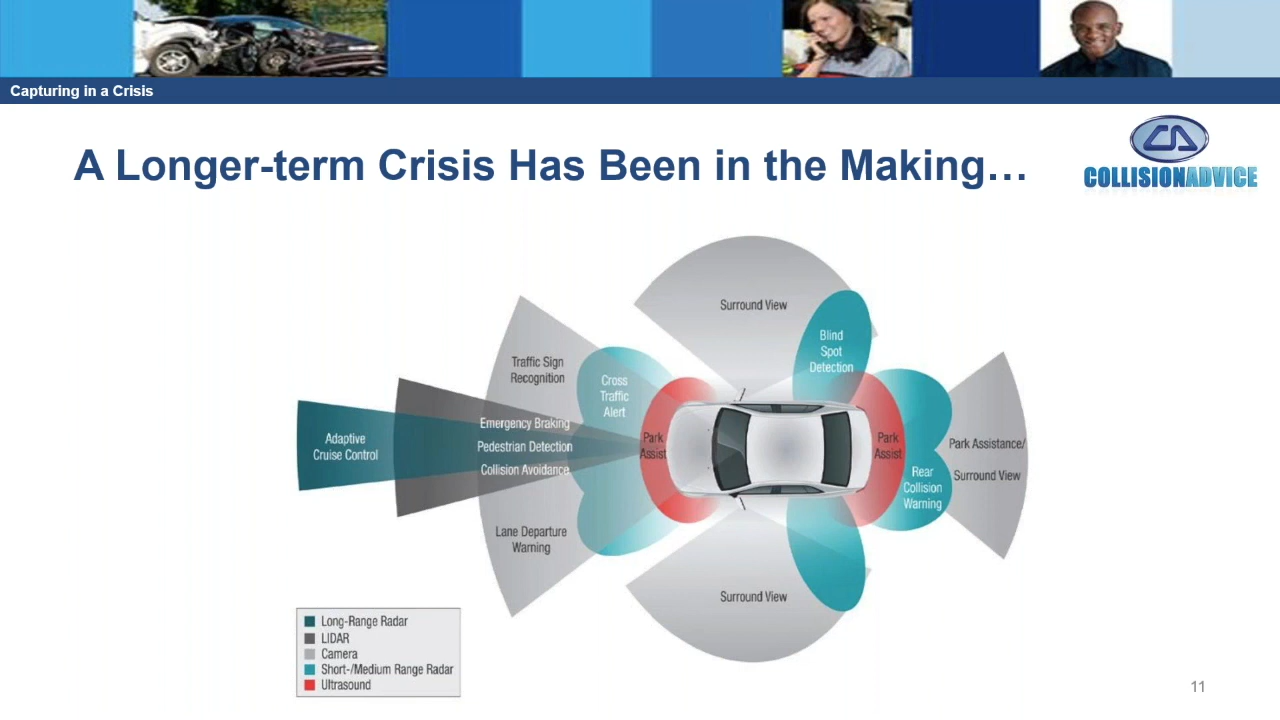 Capturing in a Crisis
A Longer-term Crisis Has Been in the Making…
COLLISIONADVICE
Surround View
Blind
Spot
Detection
Traffic Sign
Recognition
Cross
Traffic
Alert
Emergency Braking
Pedestrian Detection
Collision Avoidance
Adaptive
Cruise Control
Park
Assist
Park
Assist
Park Assistance/
Surround View
Rear
Collision
Warning
Lane Departure
Warning
Surround View
Long-Range Radar
LIDAR
Camera
Short-/Medium Range Radar
Ultrasound
11